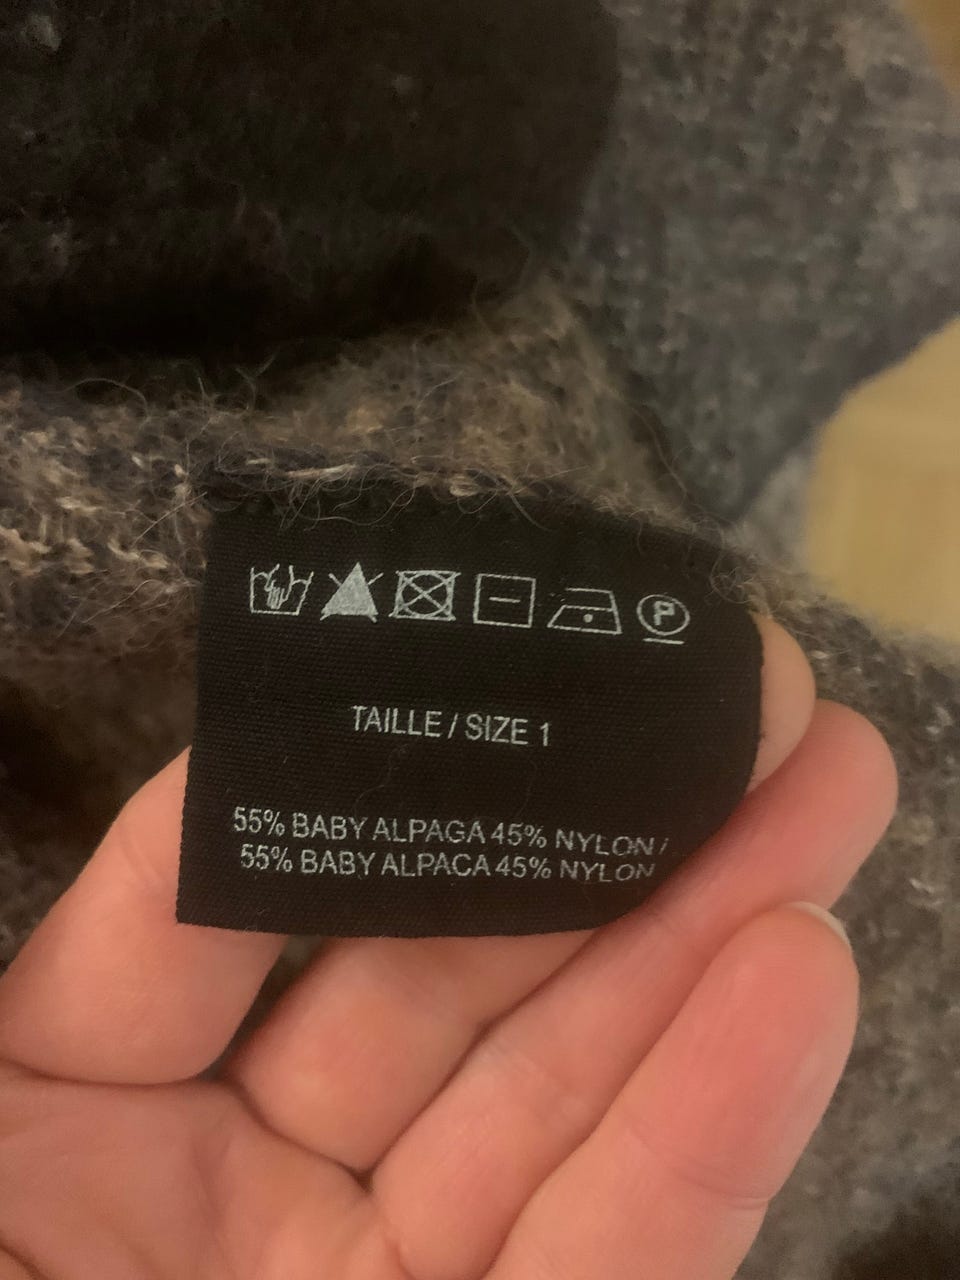 P
TAILLE / SIZE 1
55% BABY ALPAGA 45% NYLON /
55% BABY ALPACA 45% NYLON